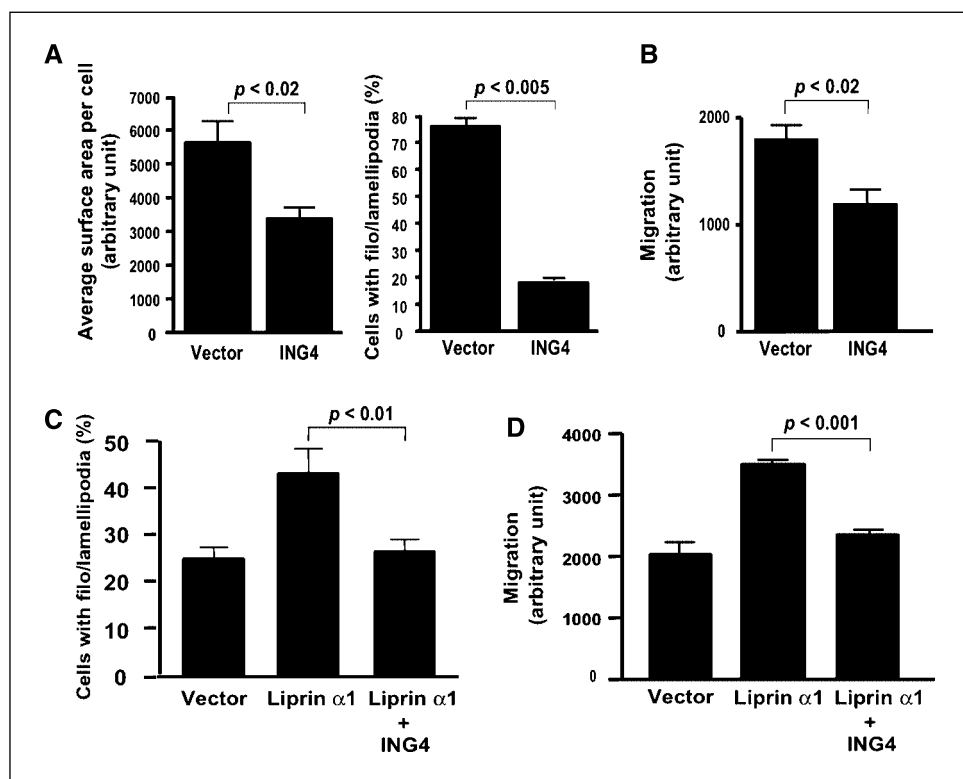 A
Average surface area per cell
(arbitrary unit)
7000
6000
5000
4000
3000
2000
1000
0
p < 0.02
Vector ING4
Cells with filo/lamellipodia (%)
80
70
60
50
40
30
20
10
0
p < 0.005
Vector ING4
B
Migration
(arbitrary unit)
2000
1000
0
p < 0.02
Vector ING4
C
Cells with filo/lamellipodia (%)
50
40
30
20
10
0
p < 0.01
Vector Liprin α1 Liprin α1
+
ING4
D
Migration
(arbitrary unit)
4000
3000
2000
1000
0
p < 0.001
Vector Liprin α1 Liprin α1
+
ING4